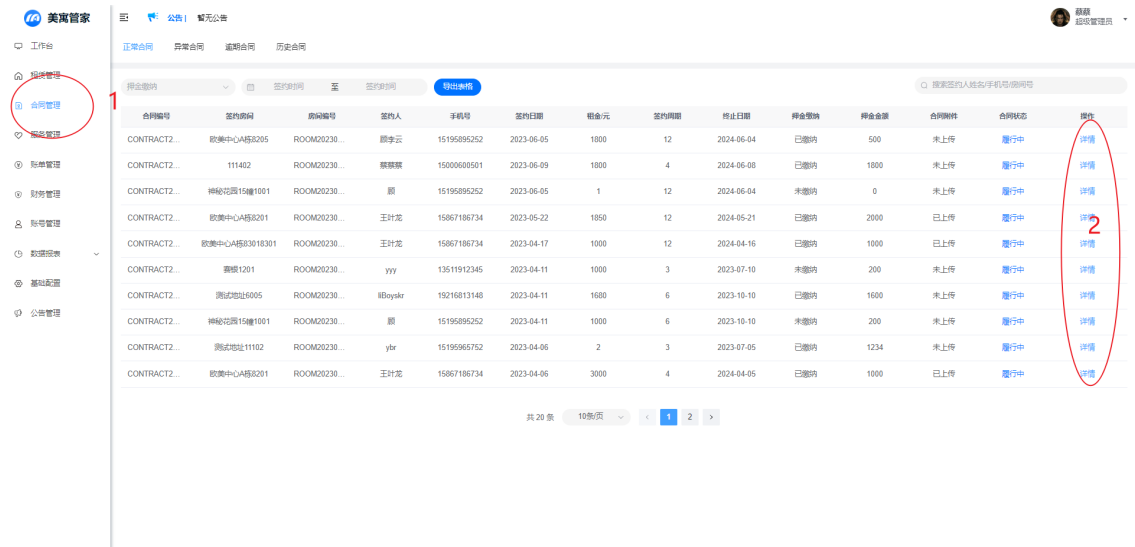 美寓管家
公告| 暂无公告
蔡蔡
超级管理员
工作台
租赁管理
合同管理
服务管理
账单管理
财务管理
账号管理
数据报表
基础配置
公告管理
1
正常合同 异常合同 逾期合同 历史合同
押金缴纳 签约时间 至 签约时间 导出表格 搜索签约人姓名/手机号/房间号
合同编号 签约房间 房间编号 签约人 手机号 签约日期 租金/元 签约周期 终止日期 押金缴纳 押金金额 合同附件 合同状态 操作
CONTRACT2... 欧美中心A栋8205 ROOM20230... 顾李云 15195895252 2023-06-05 1800 12 2024-06-04 已缴纳 500 未上传 履行中 详情
CONTRACT2... 111402 ROOM20230... 蔡蔡蔡 15000600501 2023-06-09 1800 4 2024-06-08 已缴纳 1800 未上传 履行中 详情
CONTRACT2... 神秘花园15幢1001 ROOM20230... 顾 15195895252 2023-06-05 1 12 2024-06-04 未缴纳 0 未上传 履行中 详情
CONTRACT2... 欧美中心A栋8201 ROOM20230... 王叶龙 15867186734 2023-05-22 1850 12 2024-05-21 已缴纳 2000 已上传 履行中 详情
2
CONTRACT2... 欧美中心A栋83018301 ROOM20230... 王叶龙 15867186734 2023-04-17 1000 12 2024-04-16 已缴纳 1000 已上传 履行中 详情
CONTRACT2... 赛银1201 ROOM20230... yyy 13511912345 2023-04-11 1000 3 2023-07-10 未缴纳 200 未上传 履行中 详情
CONTRACT2... 测试地址6005 ROOM20230... liBoyskr 19216813148 2023-04-11 1680 6 2023-10-10 已缴纳 1600 未上传 履行中 详情
CONTRACT2... 神秘花园15幢1001 ROOM20230... 顾 15195895252 2023-04-11 1000 6 2023-10-10 未缴纳 200 未上传 履行中 详情
CONTRACT2... 测试地址11102 ROOM20230... ybr 15195965752 2023-04-06 2 3 2023-07-05 已缴纳 1234 未上传 履行中 详情
CONTRACT2... 欧美中心A栋8201 ROOM20230... 王叶龙 15867186734 2023-04-06 3000 4 2024-04-05 已缴纳 1000 已上传 履行中 详情
共 20 条 10条/页 1 2